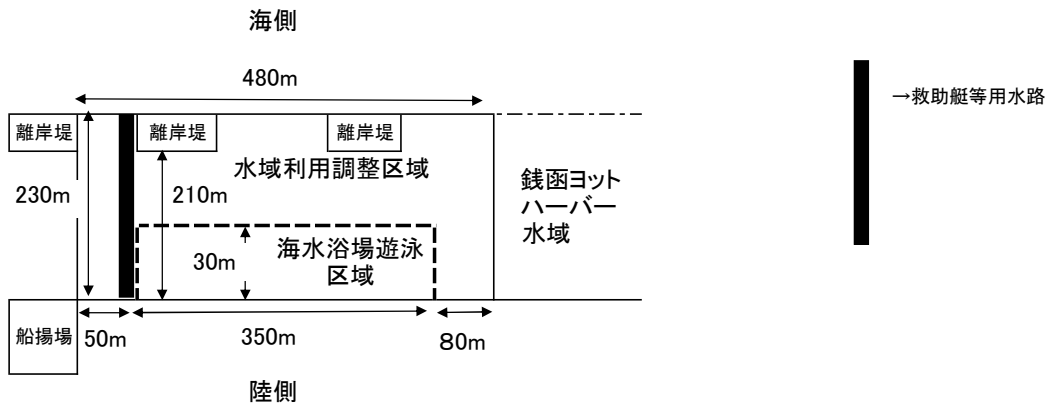 海側
480m
→救助艇等用水路
離岸堤
離岸堤
離岸堤
水域利用調整区域
230m
210m
銭函ヨット
ハーバー
水域
30m
海水浴場遊泳
区域
船揚場
50m
350m
80m
陸側